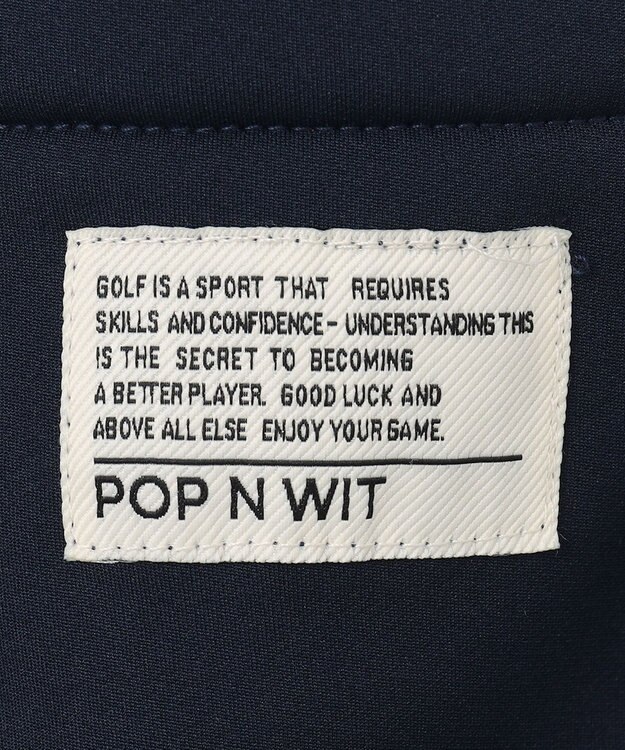 GOLF IS A SPORT THAT REQUIRES
SKILLS AND CONFIDENCE - UNDERSTANDING THIS
IS THE SECRET TO BECOMING
A BETTER PLAYER. GOOD LUCK AND
ABOVE ALL ELSE ENJOY YOUR GAME.
POP N WIT